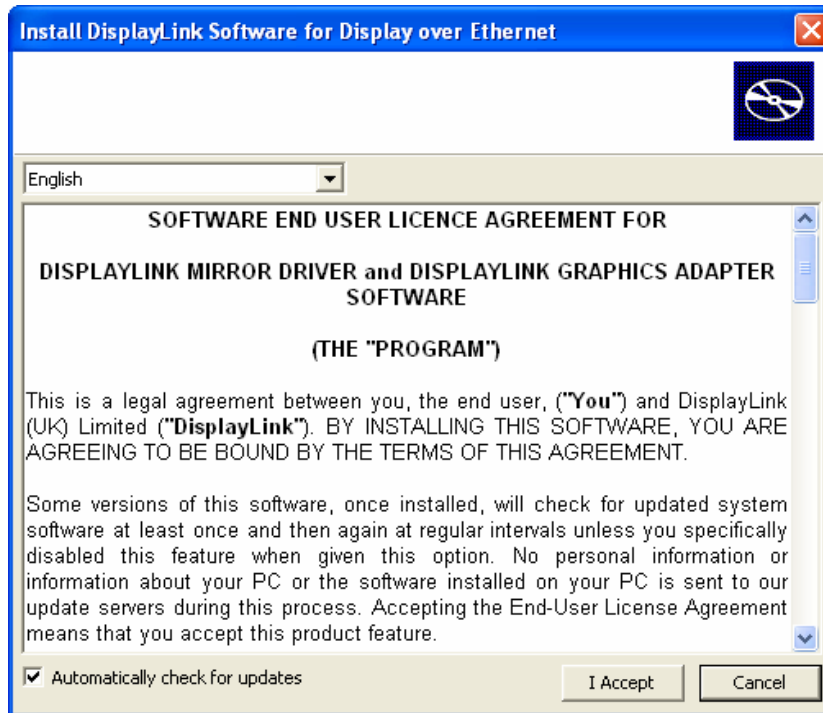 Install DisplayLink Software for Display over Ethernet
English
SOFTWARE END USER LICENCE AGREEMENT FOR
DISPLAYLINK MIRROR DRIVER and DISPLAYLINK GRAPHICS ADAPTER
SOFTWARE
(THE "PROGRAM")
This is a legal agreement between you, the end user, ("You") and DisplayLink
(UK) Limited ("DisplayLink"). BY INSTALLING THIS SOFTWARE, YOU ARE
AGREEING TO BE BOUND BY THE TERMS OF THIS AGREEMENT.
Some versions of this software, once installed, will check for updated system
software at least once and then again at regular intervals unless you specifically
disabled this feature when given this option. No personal information or
information about your PC or the software installed on your PC is sent to our
update servers during this process. Accepting the End-User License Agreement
means that you accept this product feature.
Automatically check for updates
I Accept
Cancel